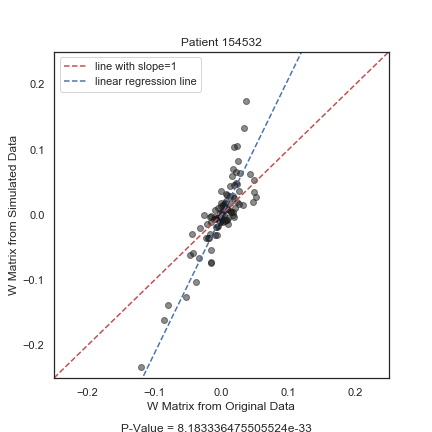 Patient 154532
line with slope=1
linear regression line
0.2
0.1
0.0
−0.1
−0.2
W Matrix from Simulated Data
−0.2 −0.1 0.0 0.1 0.2
W Matrix from Original Data
P-Value = 8.183336475505524e-33